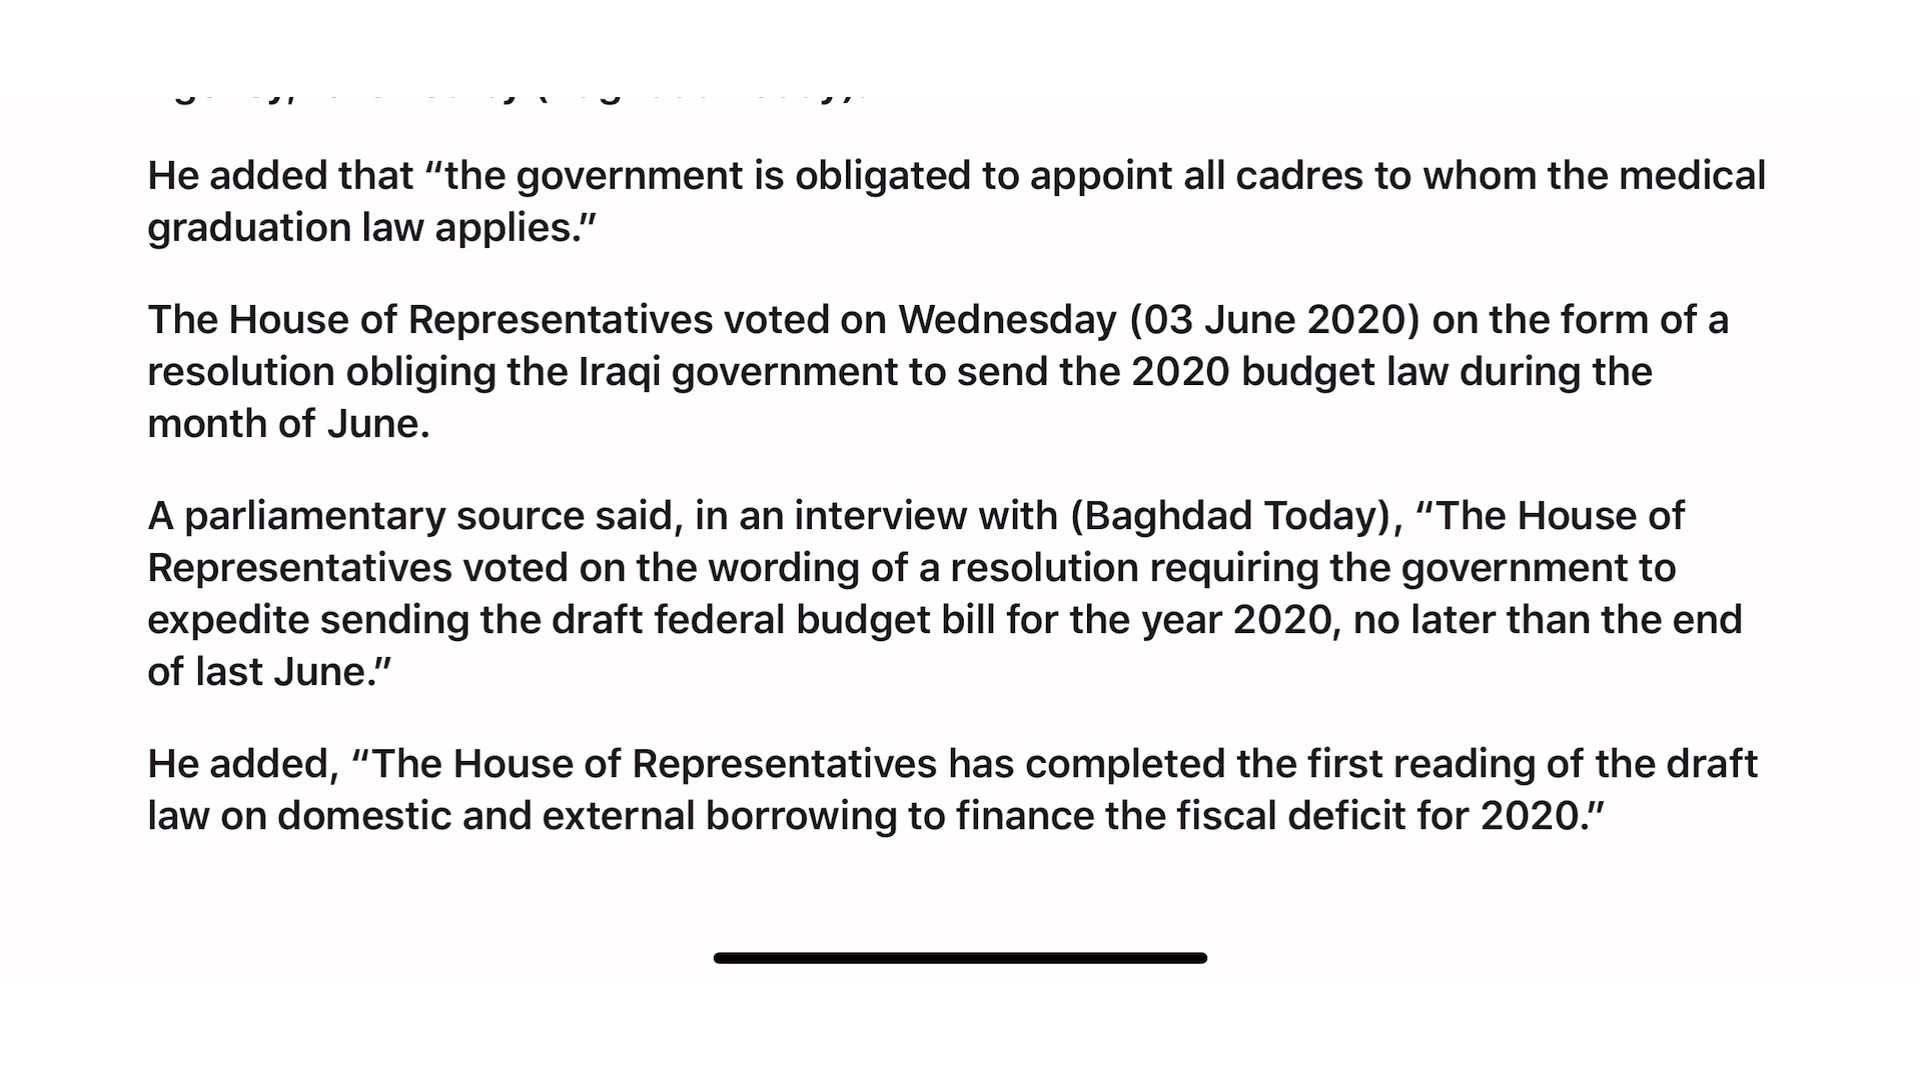 He added that “the government is obligated to appoint all cadres to whom the medical
graduation law applies.”
The House of Representatives voted on Wednesday (03 June 2020) on the form of a
resolution obliging the Iraqi government to send the 2020 budget law during the
month of June.
A parliamentary source said, in an interview with (Baghdad Today), “The House of
Representatives voted on the wording of a resolution requiring the government to
expedite sending the draft federal budget bill for the year 2020, no later than the end
of last June.”
He added, “The House of Representatives has completed the first reading of the draft
law on domestic and external borrowing to finance the fiscal deficit for 2020.”